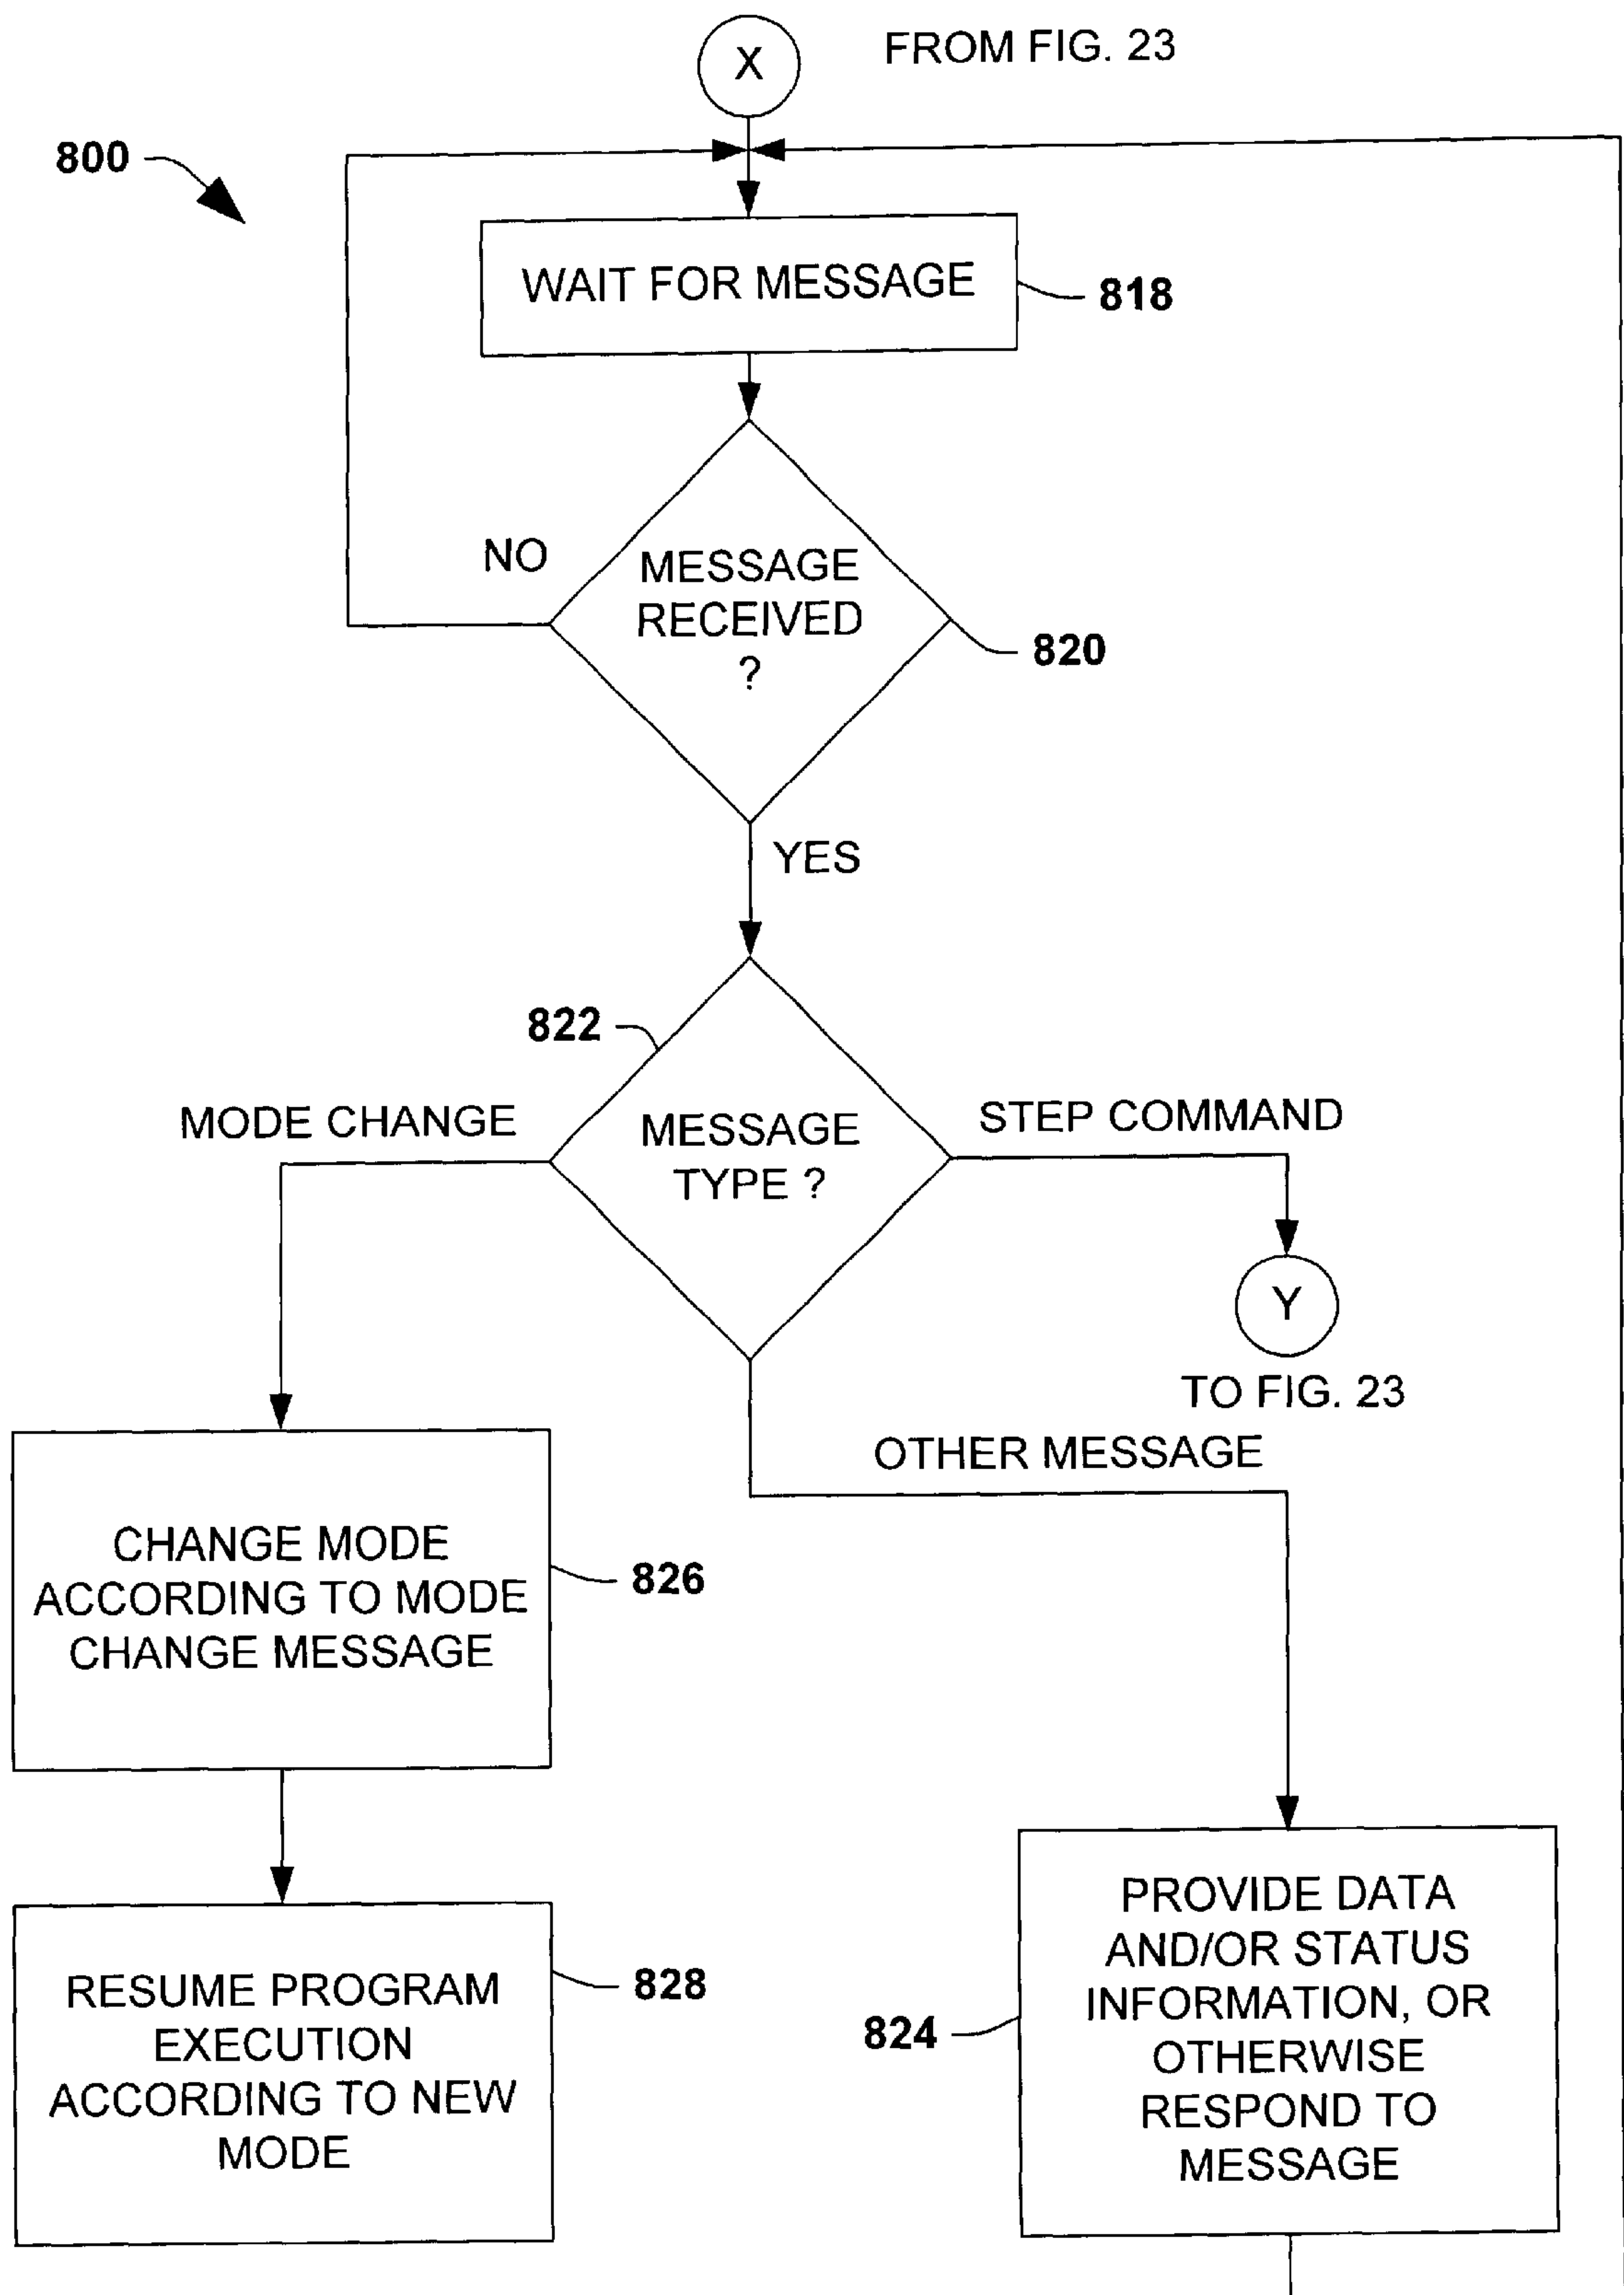 X
FROM FIG. 23
800
WAIT FOR MESSAGE
818
NO
MESSAGE
RECEIVED
?
820
YES
822
MODE CHANGE
MESSAGE
TYPE ?
STEP COMMAND
Y
TO FIG. 23
OTHER MESSAGE
CHANGE MODE
ACCORDING TO MODE
CHANGE MESSAGE
826
RESUME PROGRAM
EXECUTION
ACCORDING TO NEW
MODE
828
824
PROVIDE DATA
AND/OR STATUS
INFORMATION, OR
OTHERWISE
RESPOND TO
MESSAGE